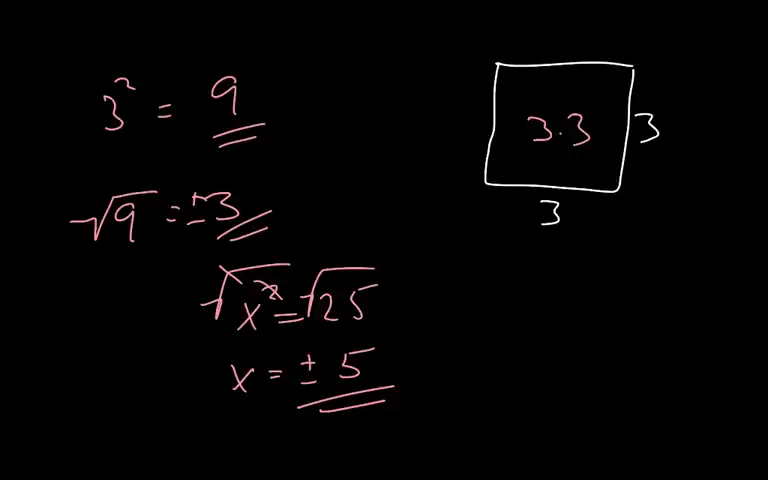 3² = 9
3·3
3
3
√9 = ±3
√x² = √25
x = ± 5